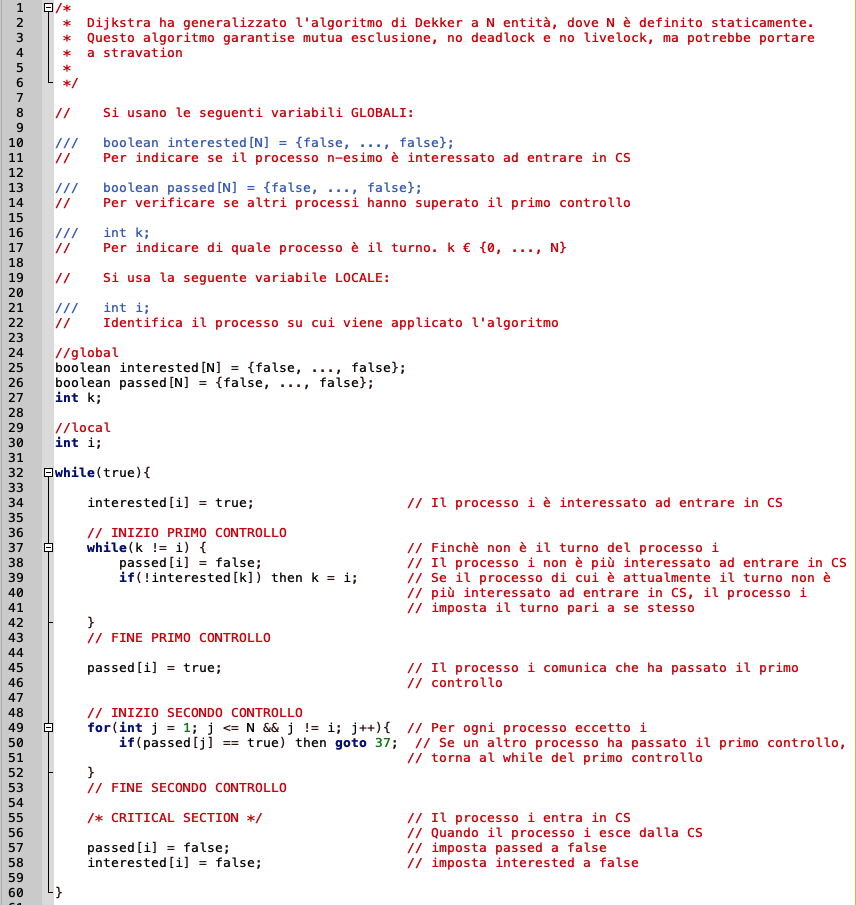 1 /*
2 * Dijkstra ha generalizzato l'algoritmo di Dekker a N entità, dove N è definito staticamente.
3 * Questo algoritmo garantise mutua esclusione, no deadlock e no livelock, ma potrebbe portare
4 * a stravation
5 *
6 */
7
8 // Si usano le seguenti variabili GLOBALI:
9
10 /// boolean interested[N] = {false, ..., false};
11 // Per indicare se il processo n-esimo è interessato ad entrare in CS
12
13 /// boolean passed[N] = {false, ..., false};
14 // Per verificare se altri processi hanno superato il primo controllo
15
16 /// int k;
17 // Per indicare di quale processo è il turno. k € {0, ..., N}
18
19 // Si usa la seguente variabile LOCALE:
20
21 /// int i;
22 // Identifica il processo su cui viene applicato l'algoritmo
23
24 //global
25 boolean interested[N] = {false, ..., false};
26 boolean passed[N] = {false, ..., false};
27 int k;
28
29 //local
30 int i;
31
32 while(true){
33
34 interested[i] = true; // Il processo i è interessato ad entrare in CS
35
36 // INIZIO PRIMO CONTROLLO
37 while(k != i) { // Finchè non è il turno del processo i
38 passed[i] = false; // Il processo i non è più interessato ad entrare in CS
39 if(!interested[k]) then k = i; // Se il processo di cui è attualmente il turno non è
40 // più interessato ad entrare in CS, il processo i
41 // imposta il turno pari a se stesso
42 }
43 // FINE PRIMO CONTROLLO
44
45 passed[i] = true; // Il processo i comunica che ha passato il primo
46 // controllo
47
48 // INIZIO SECONDO CONTROLLO
49 for(int j = 1; j <= N && j != i; j++){ // Per ogni processo eccetto i
50 if(passed[j] == true) then goto 37; // Se un altro processo ha passato il primo controllo,
51 // torna al while del primo controllo
52 }
53 // FINE SECONDO CONTROLLO
54
55 /* CRITICAL SECTION */ // Il processo i entra in CS
56 // Quando il processo i esce dalla CS
57 passed[i] = false; // imposta passed a false
58 interested[i] = false; // imposta interested a false
59
60 }